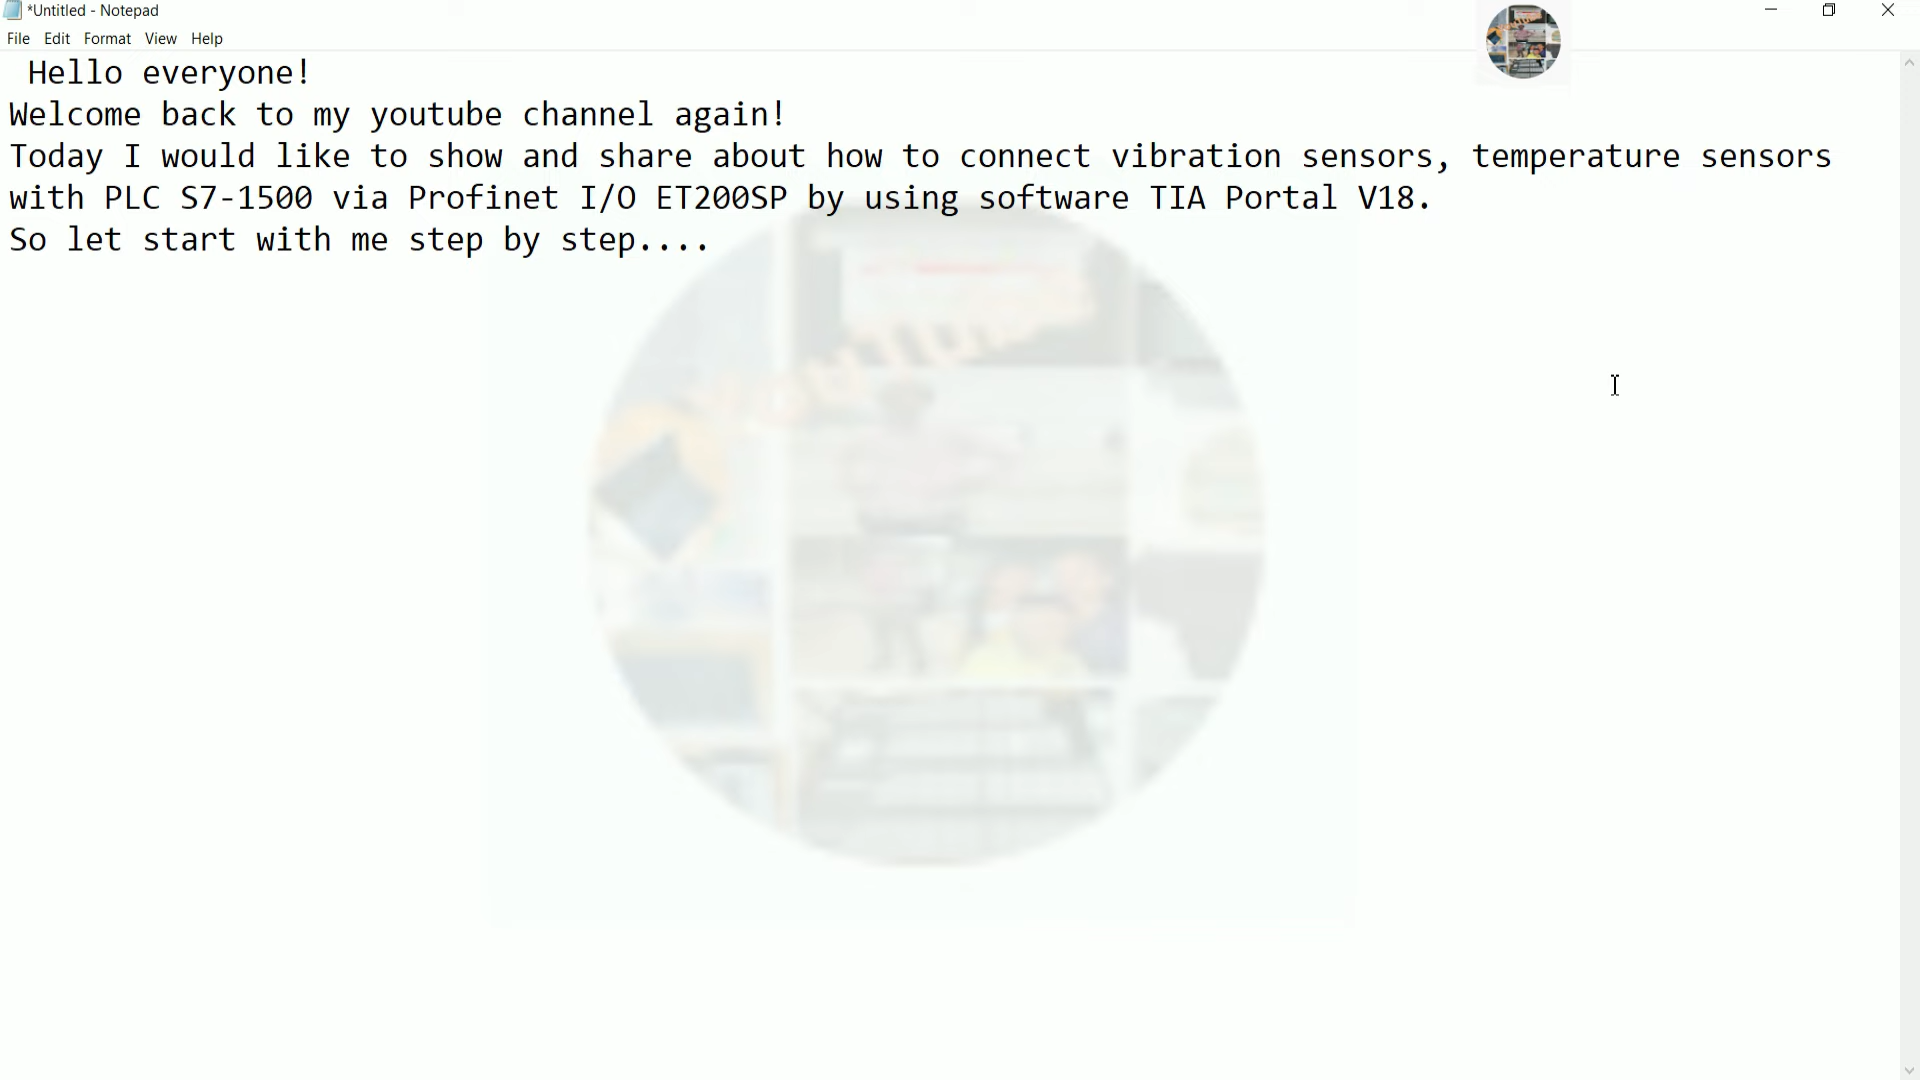 *Untitled - Notepad
File Edit Format View Help
Hello everyone!
Welcome back to my youtube channel again!
Today I would like to show and share about how to connect vibration sensors, temperature sensors
with PLC S7-1500 via Profinet I/O ET200SP by using software TIA Portal V18.
So let start with me step by step....